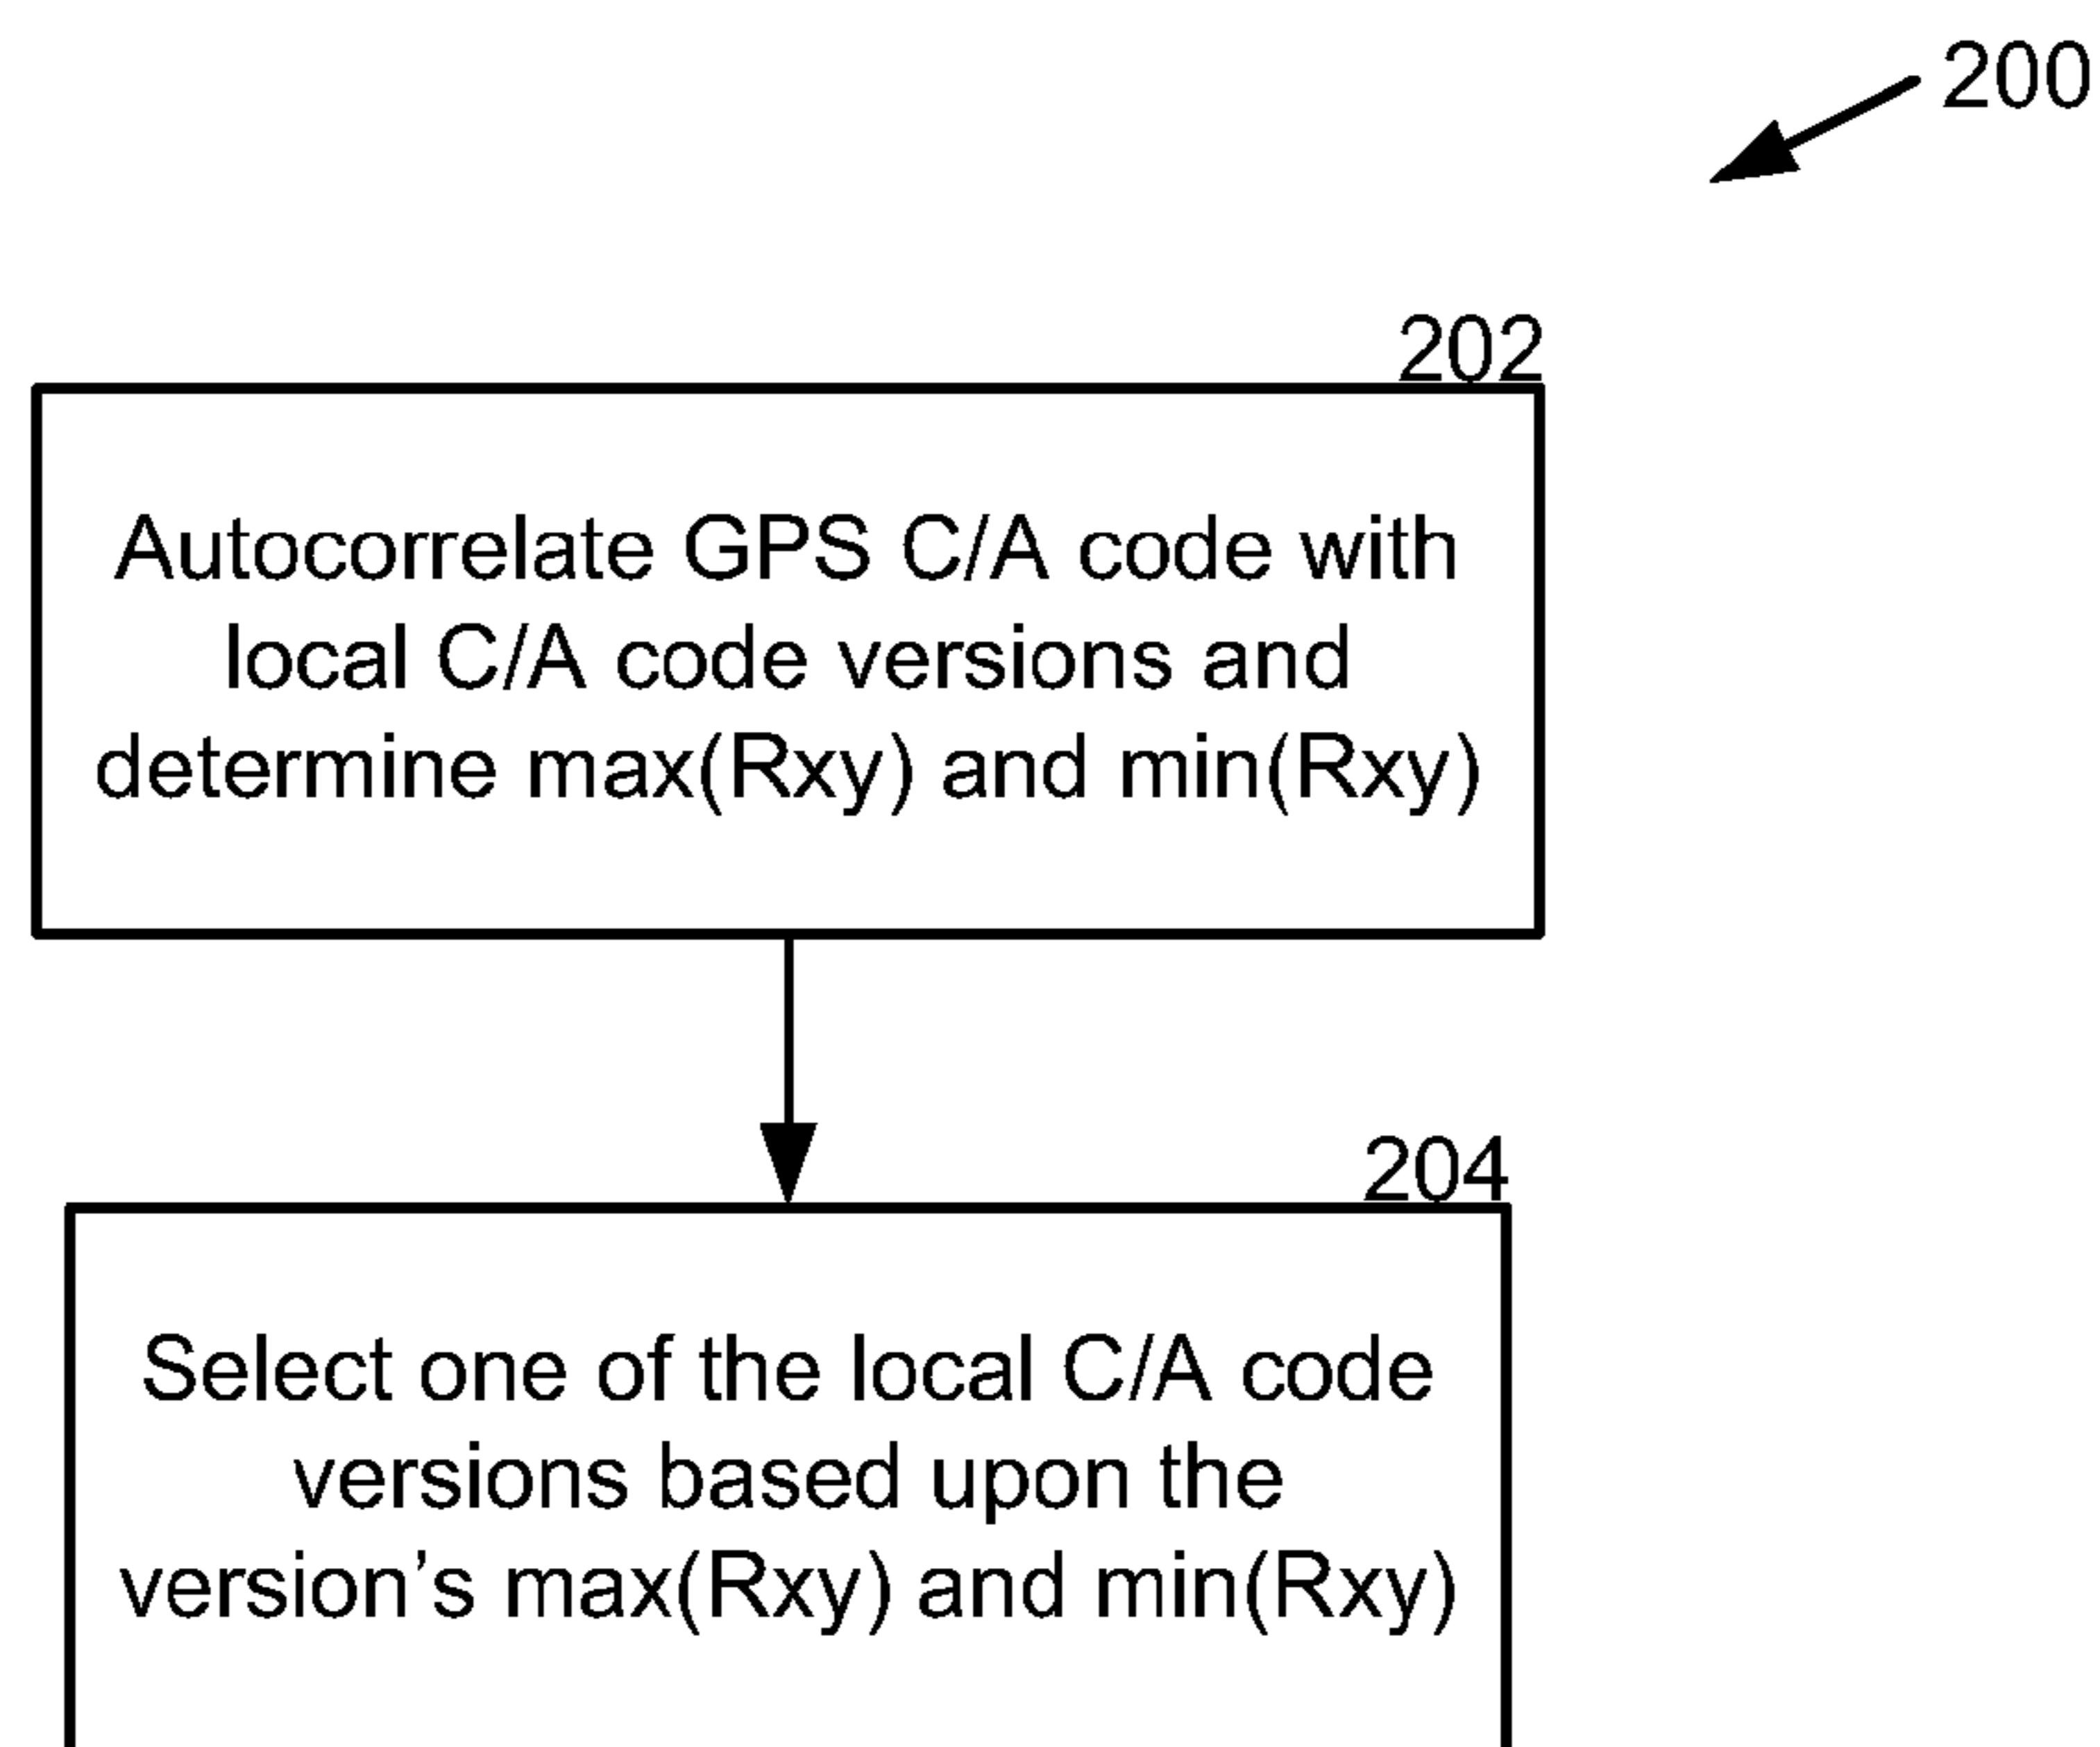 200
202
Autocorrelate GPS C/A code with
local C/A code versions and
determine max(Rxy) and min(Rxy)
204
Select one of the local C/A code
versions based upon the
version's max(Rxy) and min(Rxy)